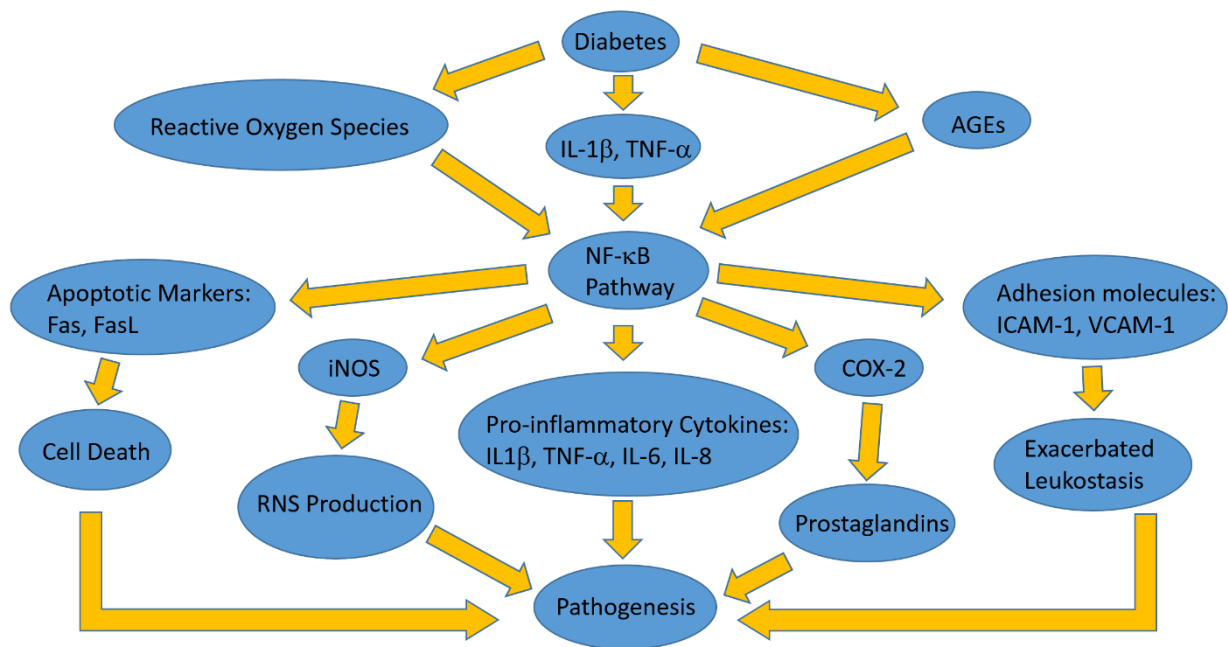 Diabetes
Reactive Oxygen Species
IL-1β, TNF-α
AGEs
NF-κB
Pathway
Apoptotic Markers:
Fas, FasL
Adhesion molecules:
ICAM-1, VCAM-1
iNOS
COX-2
Pro-inflammatory Cytokines:
IL1β, TNF-α, IL-6, IL-8
Cell Death
Exacerbated
Leukostasis
RNS Production
Prostaglandins
Pathogenesis